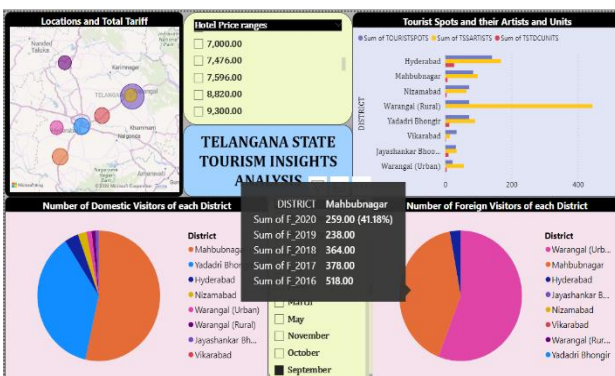 Locations and Total Tariff
Nanded
Taluka
Karimnagar
TELANGANA
Warangal
Khammam
Hotel Price ranges
7,000.00
7,476.00
7,596.00
8,820.00
9,300.00
TELANGANA STATE
TOURISM INSIGHTS
ANALYSIS
Tourist Spots and their Artists and Units
Sum of TOURISTSPOTS Sum of TSSARTISTS Sum of TSTDCUNITS
DISTRICT
Hyderabad
Mahbubnagar
Nizamabad
Warangal (Rural)
Yadadri Bhongir
Vikarabad
Jayashankar Bhoo...
Warangal (Urban)
0 200 400
Number of Domestic Visitors of each District
District
Mahbubnagar
Yadadri Bhongir
Hyderabad
Nizamabad
Warangal (Urban)
Warangal (Rural)
Jayashankar Bh...
Vikarabad
DISTRICT Mahbubnagar
Sum of F_2020 259.00 (41.18%)
Sum of F_2019 238.00
Sum of F_2018 364.00
Sum of F_2017 378.00
Sum of F_2016 518.00
March
May
November
October
September
Number of Foreign Visitors of each District
District
Warangal (Urb...
Mahbubnagar
Hyderabad
Jayashankar B...
Nizamabad
Vikarabad
Warangal (Rur...
Yadadri Bhongir